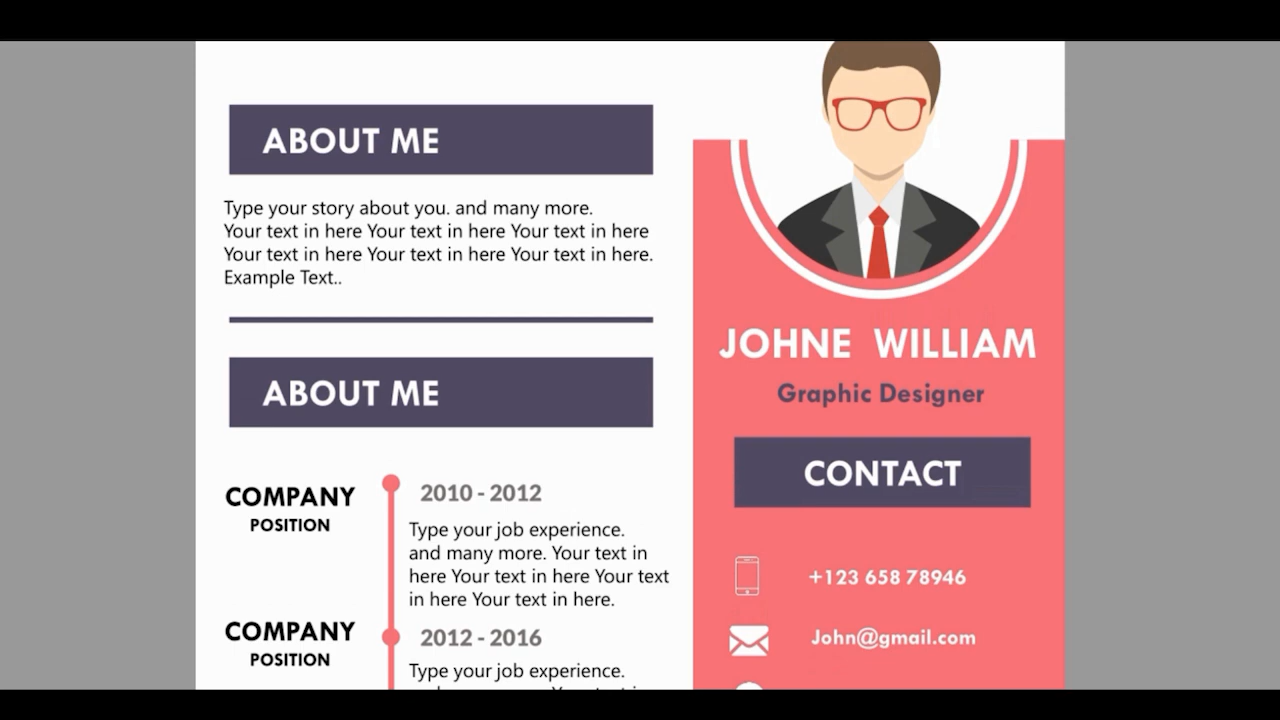 ABOUT ME
Type your story about you. and many more.
Your text in here Your text in here Your text in here
Your text in here Your text in here Your text in here.
Example Text..
ABOUT ME
COMPANY
POSITION
2010 - 2012
Type your job experience.
and many more. Your text in
here Your text in here Your text
in here Your text in here.
COMPANY
POSITION
2012 - 2016
Type your job experience.
JOHNE WILLIAM
Graphic Designer
CONTACT
+123 658 78946
John@gmail.com